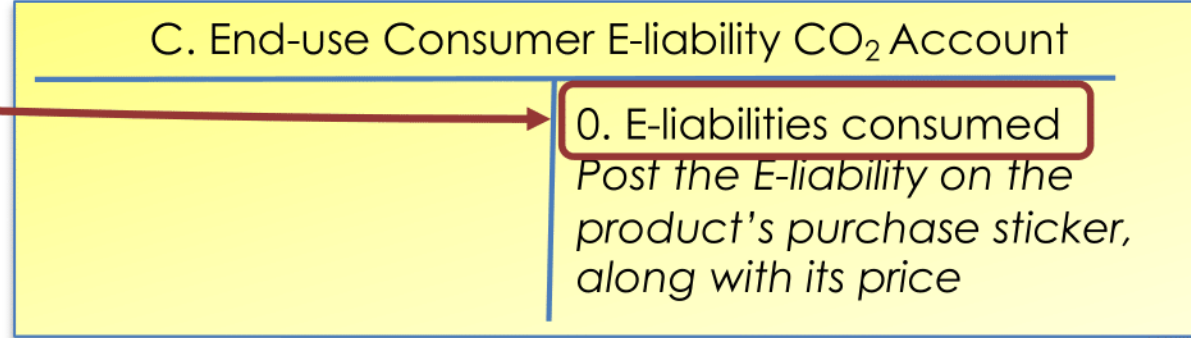 C. End-use Consumer E-liability CO₂ Account
0. E-liabilities consumed
Post the E-liability on the
product's purchase sticker,
along with its price